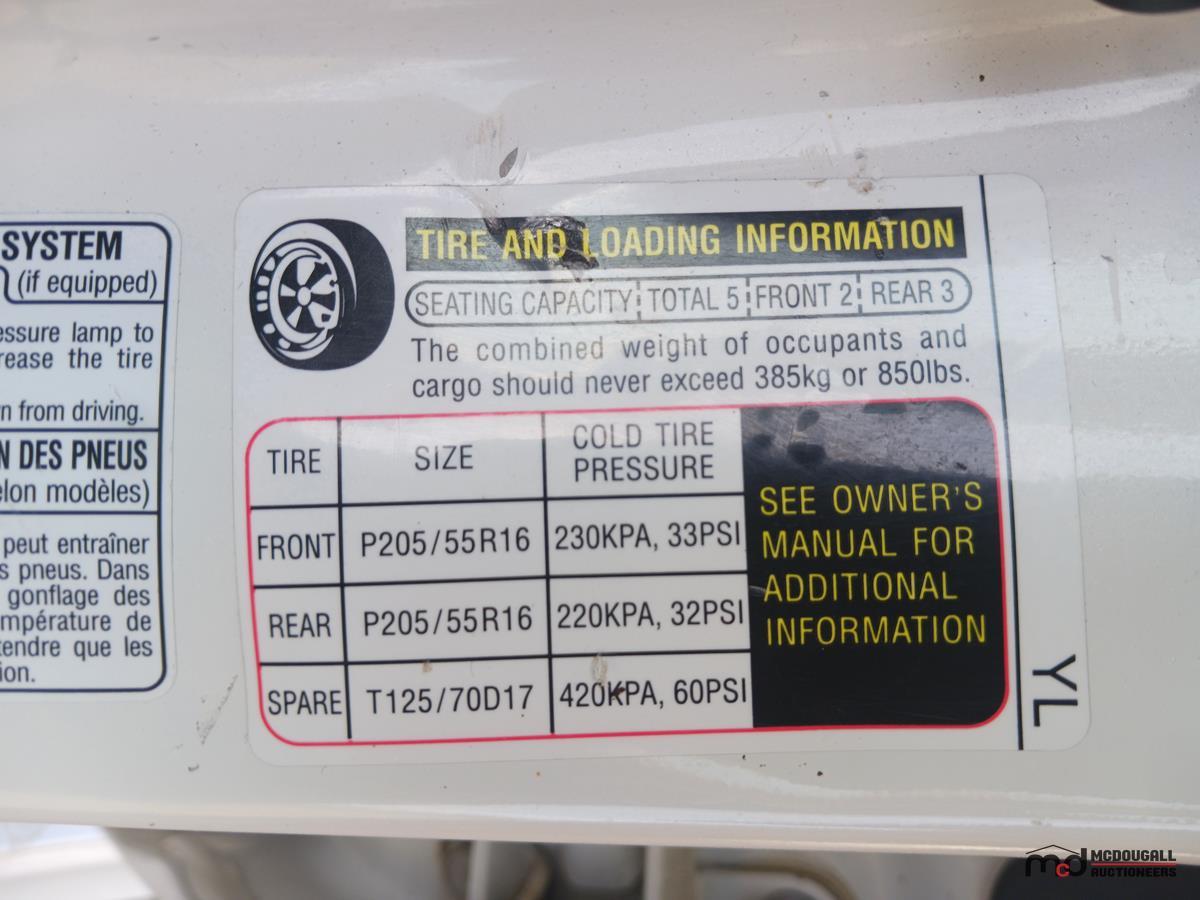 SYSTEM
(if equipped)
essure lamp to
rease the tire
n from driving.
N DES PNEUS
elon modèles)
peut entraîner
s pneus. Dans
gonflage des
mpérature de
tendre que les
ion.
TIRE AND LOADING INFORMATION
SEATING CAPACITY TOTAL 5 FRONT 2 REAR 3
The combined weight of occupants and
cargo should never exceed 385kg or 850lbs.
TIRE SIZE COLD TIRE PRESSURE
FRONT P205/55R16 230KPA, 33PSI
REAR P205/55R16 220KPA, 32PSI
SPARE T125/70D17 420KPA, 60PSI
SEE OWNER'S
MANUAL FOR
ADDITIONAL
INFORMATION
YL
mcd MCDOUGALL
AUCTIONEERS